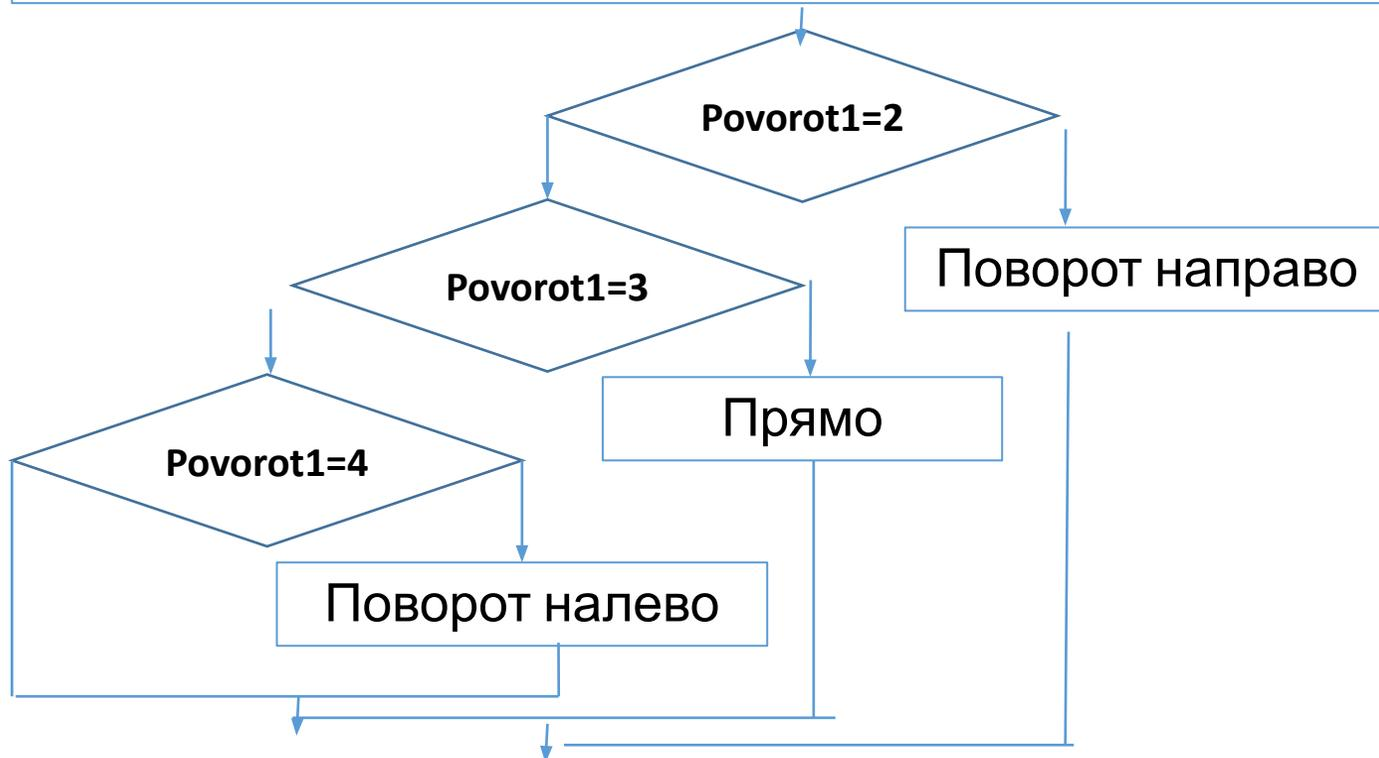 Povorot1=2
Поворот направо
Povorot1=3
Прямо
Povorot1=4
Поворот налево